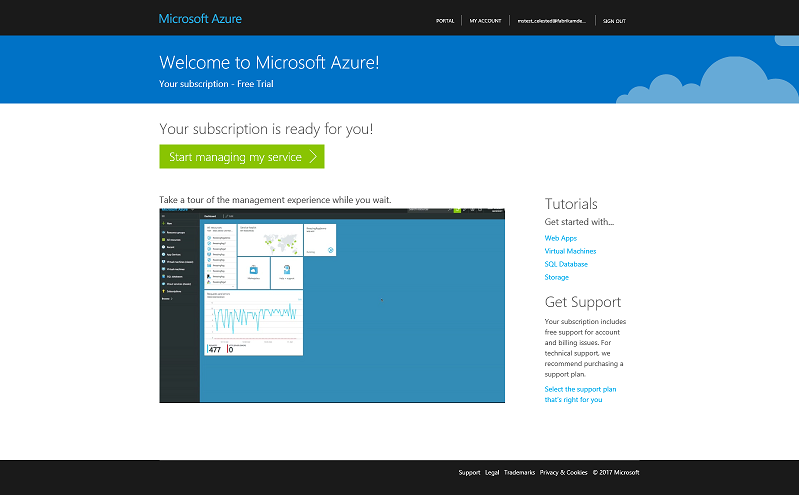 Microsoft Azure
PORTAL
MY ACCOUNT
mstest_celested@fabrikamde...
SIGN OUT
Welcome to Microsoft Azure!
Your subscription - Free Trial
Your subscription is ready for you!
Start managing my service
Take a tour of the management experience while you wait.
Microsoft Azure
477
0
Tutorials
Get started with...
Web Apps
Virtual Machines
SQL Database
Storage
Get Support
Your subscription includes
free support for account
and billing issues. For
technical support, we
recommend purchasing a
support plan.
Select the support plan
that's right for you
Support Legal Trademarks Privacy & Cookies © 2017 Microsoft